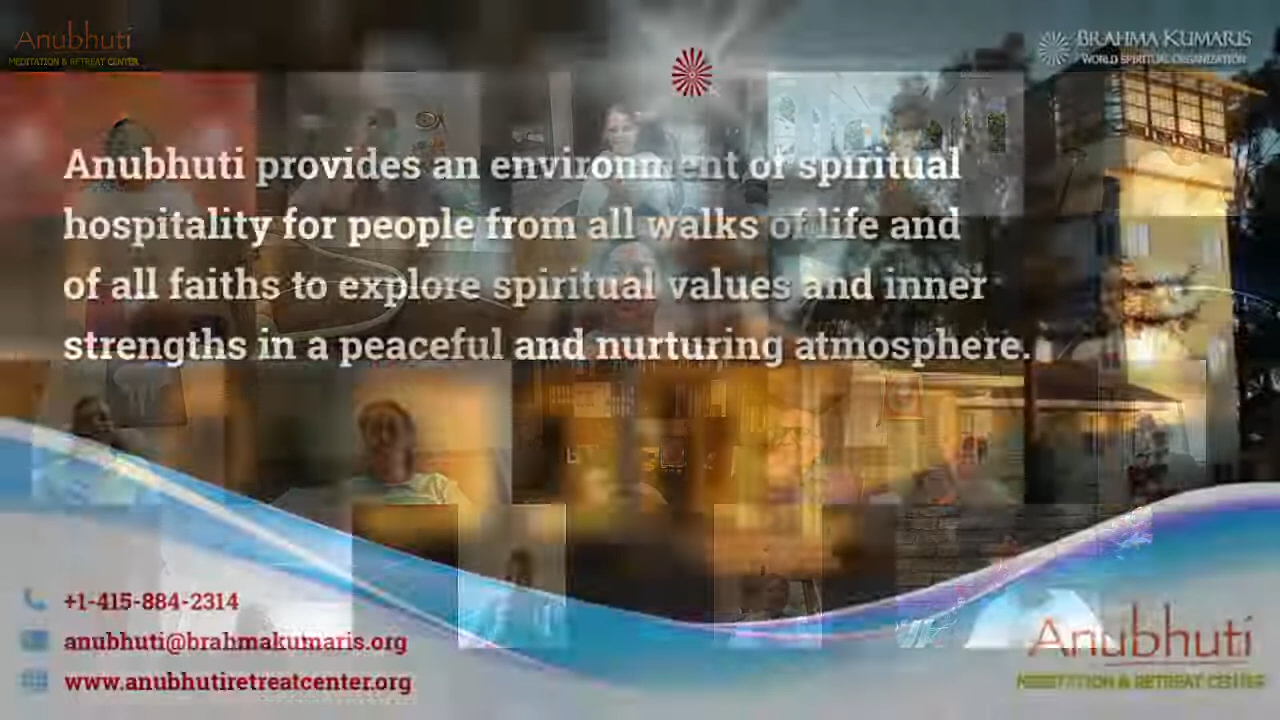 Anubhuti
MEDITATION & RETREAT CENTER
BRAHMA KUMARIS
WORLD SPIRITUAL ORGANIZATION
Anubhuti provides an environment of spiritual
hospitality for people from all walks of life and
of all faiths to explore spiritual values and inner
strengths in a peaceful and nurturing atmosphere.
+1-415-884-2314
anubhuti@brahmakumaris.org
www.anubhutiretreatcenter.org
Anubhuti
MEDITATION & RETREAT CENTER